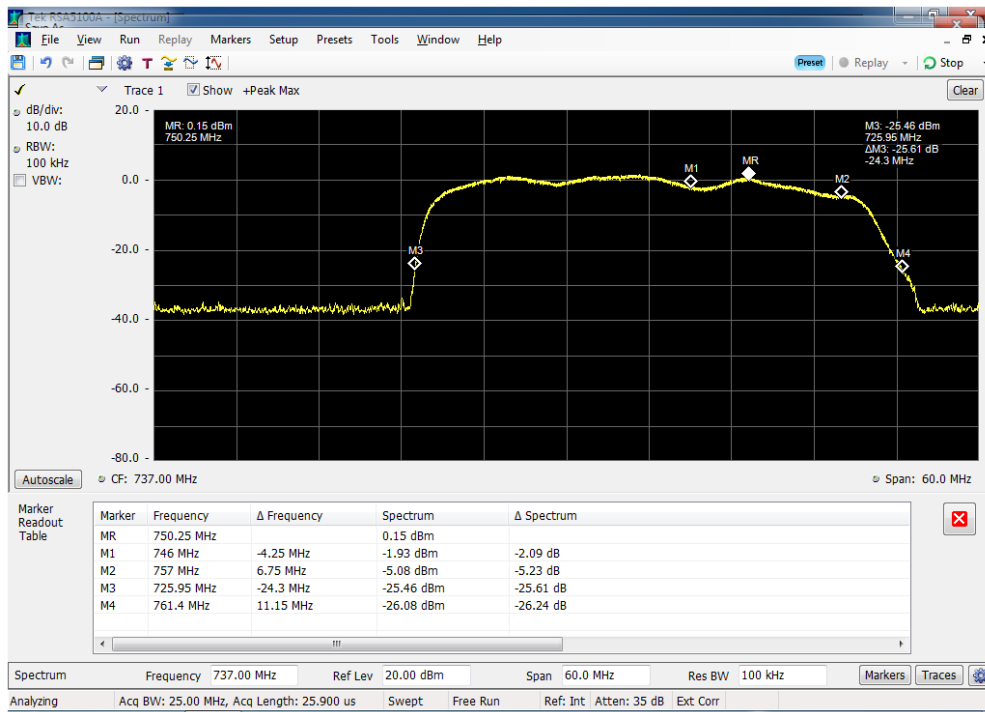 Tek RSA5100A - [Spectrum]
File View Run Replay Markers Setup Presets Tools Window Help
T Preset Replay Stop
Trace 1 Show +Peak Max Clear
dB/div:
10.0 dB
RBW:
100 kHz
VBW:
20.0
0.0
-20.0
-40.0
-60.0
-80.0
MR: 0.15 dBm
750.25 MHz
M3: -25.46 dBm
725.95 MHz
ΔM3: -25.61 dB
-24.3 MHz
M1
MR
M2
M3
M4
Autoscale CF: 737.00 MHz Span: 60.0 MHz
Marker
Readout
Table
Marker Frequency Δ Frequency Spectrum Δ Spectrum
MR 750.25 MHz 0.15 dBm
M1 746 MHz -4.25 MHz -1.93 dBm -2.09 dB
M2 757 MHz 6.75 MHz -5.08 dBm -5.23 dB
M3 725.95 MHz -24.3 MHz -25.46 dBm -25.61 dB
M4 761.4 MHz 11.15 MHz -26.08 dBm -26.24 dB
Spectrum Frequency 737.00 MHz Ref Lev 20.00 dBm Span 60.0 MHz Res BW 100 kHz Markers Traces
Analyzing Acq BW: 25.00 MHz, Acq Length: 25.900 us Swept Free Run Ref: Int Atten: 35 dB Ext Corr